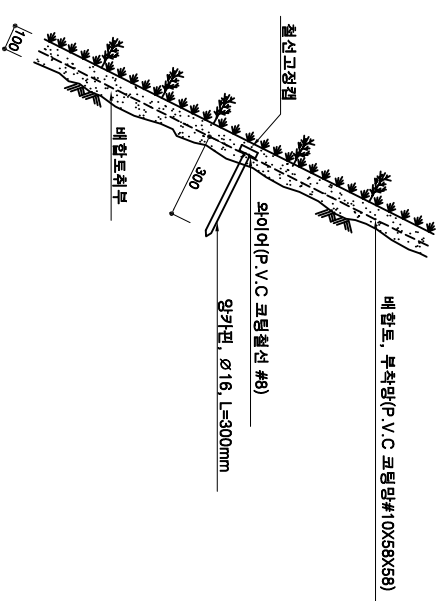 배합토, 부착망(P.V.C 코팅망#10X58X58)
와이어(P.V.C 코팅철선 #8)
앙카핀, Ø16, L=300mm
철선고정캡
300
배합토취부
100